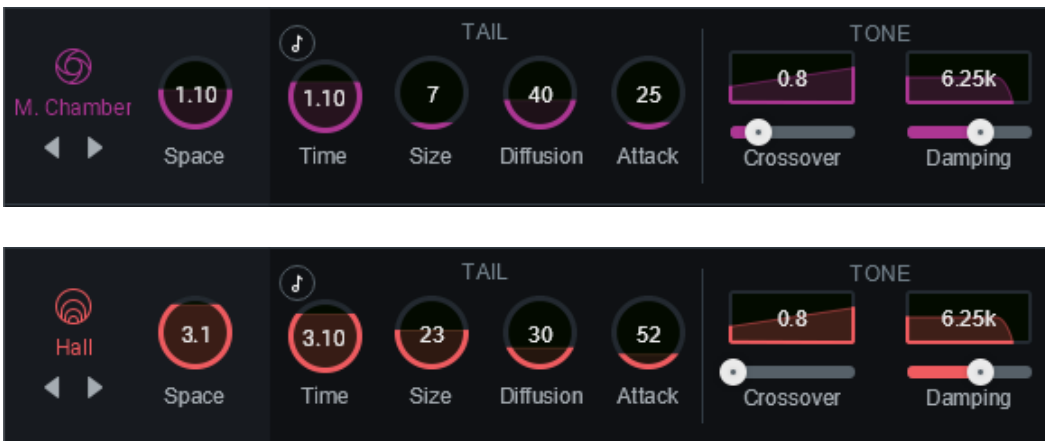 TAIL
TONE
M. Chamber
1.10
1.10
7
40
25
0.8
6.25k
Space
Time
Size
Diffusion
Attack
Crossover
Damping
TAIL
TONE
Hall
3.1
3.10
23
30
52
0.8
6.25k
Space
Time
Size
Diffusion
Attack
Crossover
Damping